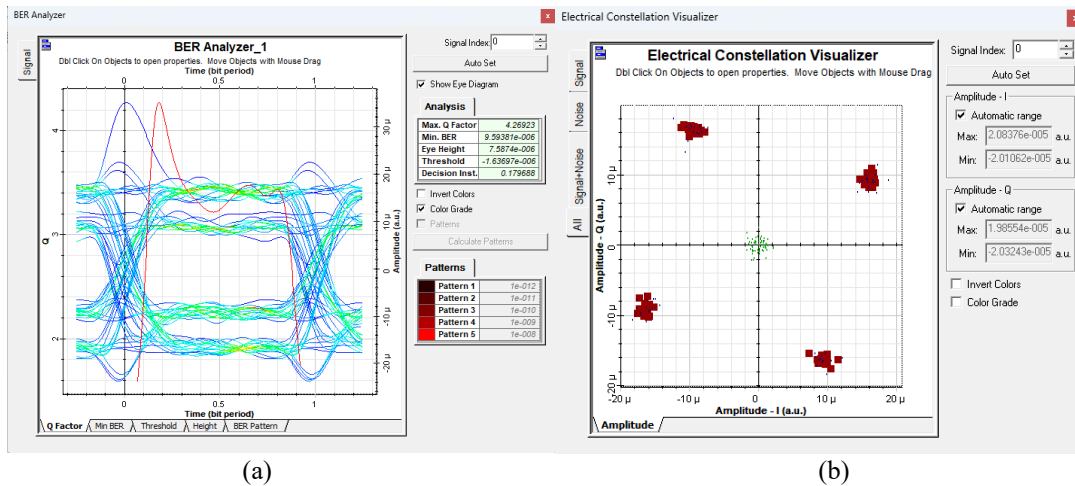 BER Analyzer
x
Signal
BER Analyzer_1
Dbl Click On Objects to open properties. Move Objects with Mouse Drag
Time (bit period)
0 0.5 1
Q
4
3
2
Amplitude (a.u.)
30 µ
20 µ
10 µ
0
-10 µ
-20 µ
0 0.5 1
Time (bit period)
Q Factor Min BER Threshold Height BER Pattern
Signal Index: 0
Auto Set
Show Eye Diagram
Analysis
Max. Q Factor 4.26923
Min. BER 9.59381e-006
Eye Height 7.5874e-006
Threshold -1.63697e-006
Decision Inst. 0.179688
Invert Colors
Color Grade
Patterns
Calculate Patterns
Patterns
Pattern 1 1e-012
Pattern 2 1e-011
Pattern 3 1e-010
Pattern 4 1e-009
Pattern 5 1e-008
(a)
Electrical Constellation Visualizer
x
Signal
Noise
Signal+Noise
All
Electrical Constellation Visualizer
Dbl Click On Objects to open properties. Move Objects with Mouse Drag
Amplitude - Q (a.u.)
10 µ
0
-10 µ
-20 µ
-20 µ -10 µ 0 10 µ 20 µ
Amplitude - I (a.u.)
Amplitude
Signal Index: 0
Auto Set
Amplitude - I
Automatic range
Max: 2.08376e-005 a.u.
Min: -2.01062e-005 a.u.
Amplitude - Q
Automatic range
Max: 1.98554e-005 a.u.
Min: -2.03243e-005 a.u.
Invert Colors
Color Grade
(b)